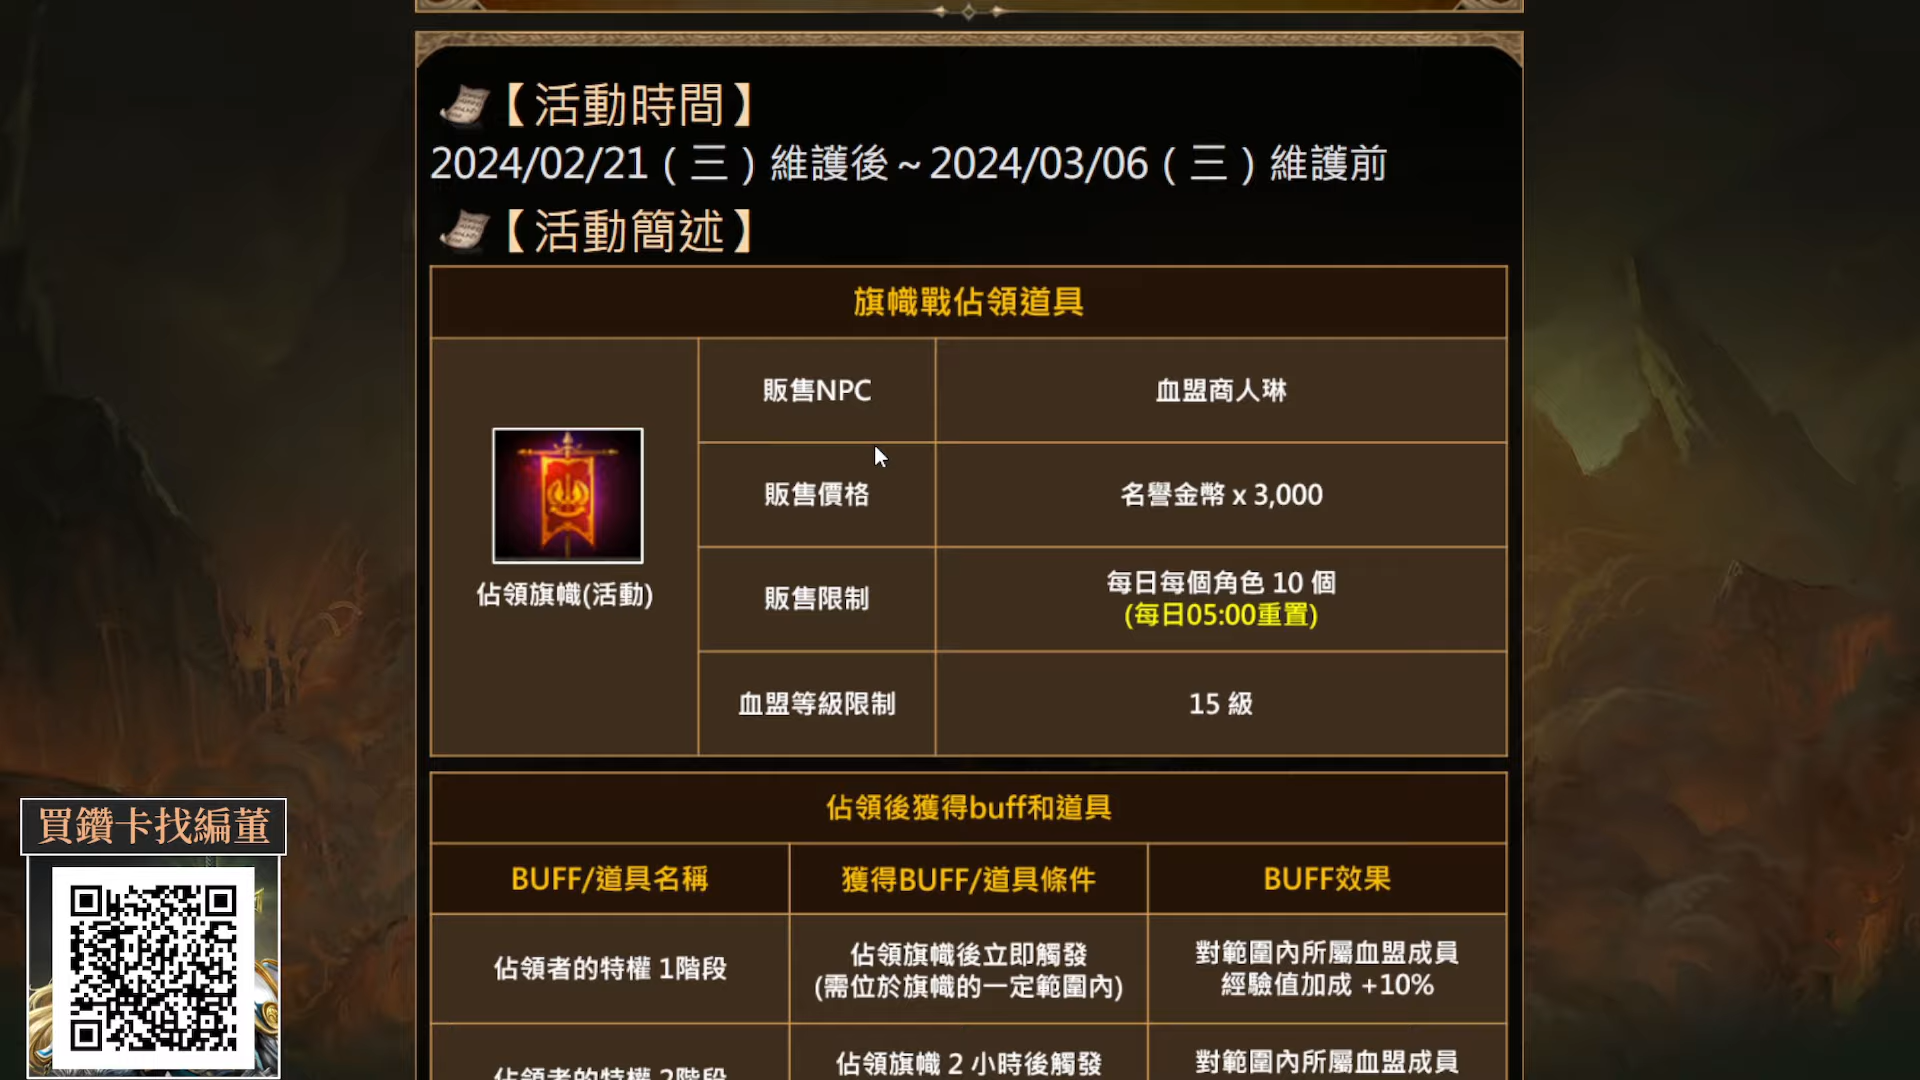 【活動時間】
2024/02/21（三）維護後～2024/03/06（三）維護前
【活動簡述】
旗幟戰佔領道具
佔領旗幟(活動)
販售NPC
血盟商人琳
販售價格
名譽金幣 x 3,000
販售限制
每日每個角色 10 個
(每日05:00重置)
血盟等級限制
15 級
佔領後獲得buff和道具
BUFF/道具名稱
獲得BUFF/道具條件
BUFF效果
佔領者的特權 1階段
佔領旗幟後立即觸發
(需位於旗幟的一定範圍內)
對範圍內所屬血盟成員
經驗值加成 +10%
佔領者的特權 2階段
佔領旗幟 2 小時後觸發
對範圍內所屬血盟成員
買鑽卡找編董